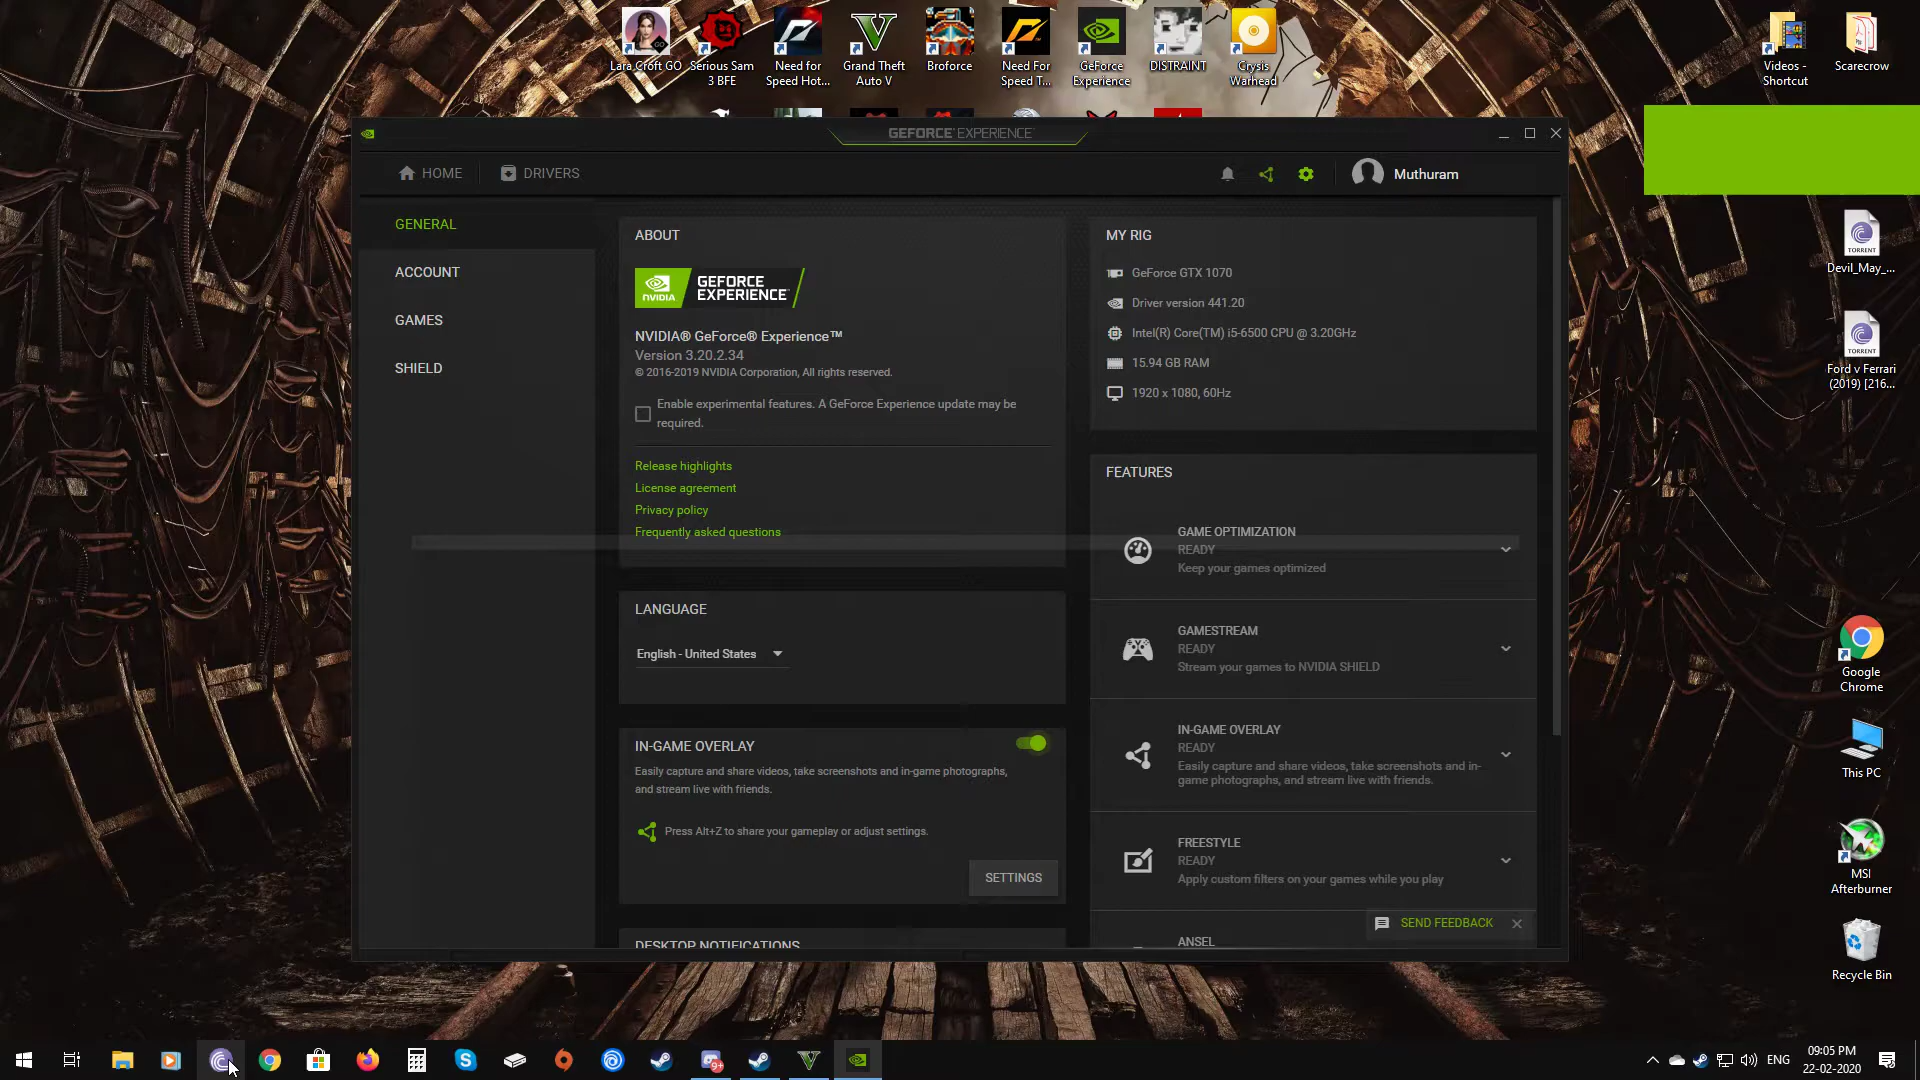 Lara Croft GO
Serious Sam
3 BFE
Need for
Speed Hot...
Grand Theft
Auto V
Broforce
Need For
Speed T...
GeForce
Experience
DISTRAINT
Crysis
Warhead
Videos -
Shortcut
Scarecrow
GEFORCE EXPERIENCE
HOME
DRIVERS
Muthuram
GENERAL
ACCOUNT
GAMES
SHIELD
ABOUT
NVIDIA
GEFORCE
EXPERIENCE
NVIDIA® GeForce® Experience™
Version 3.20.2.34
© 2016-2019 NVIDIA Corporation, All rights reserved.
Enable experimental features. A GeForce Experience update may be
required.
Release highlights
License agreement
Privacy policy
Frequently asked questions
LANGUAGE
English - United States
IN-GAME OVERLAY
Easily capture and share videos, take screenshots and in-game photographs,
and stream live with friends.
Press Alt+Z to share your gameplay or adjust settings.
SETTINGS
DESKTOP NOTIFICATIONS
MY RIG
GeForce GTX 1070
Driver version 441.20
Intel(R) Core(TM) i5-6500 CPU @ 3.20GHz
15.94 GB RAM
1920 x 1080, 60Hz
FEATURES
GAME OPTIMIZATION
READY
Keep your games optimized
GAMESTREAM
READY
Stream your games to NVIDIA SHIELD
IN-GAME OVERLAY
READY
Easily capture and share videos, take screenshots and in-
game photographs, and stream live with friends.
FREESTYLE
READY
Apply custom filters on your games while you play
SEND FEEDBACK
ANSEL
TORRENT
Devil_May_...
TORRENT
Ford v Ferrari
(2019) [216...
Google
Chrome
This PC
MSI
Afterburner
Recycle Bin
9+
ENG
09:05 PM
22-02-2020